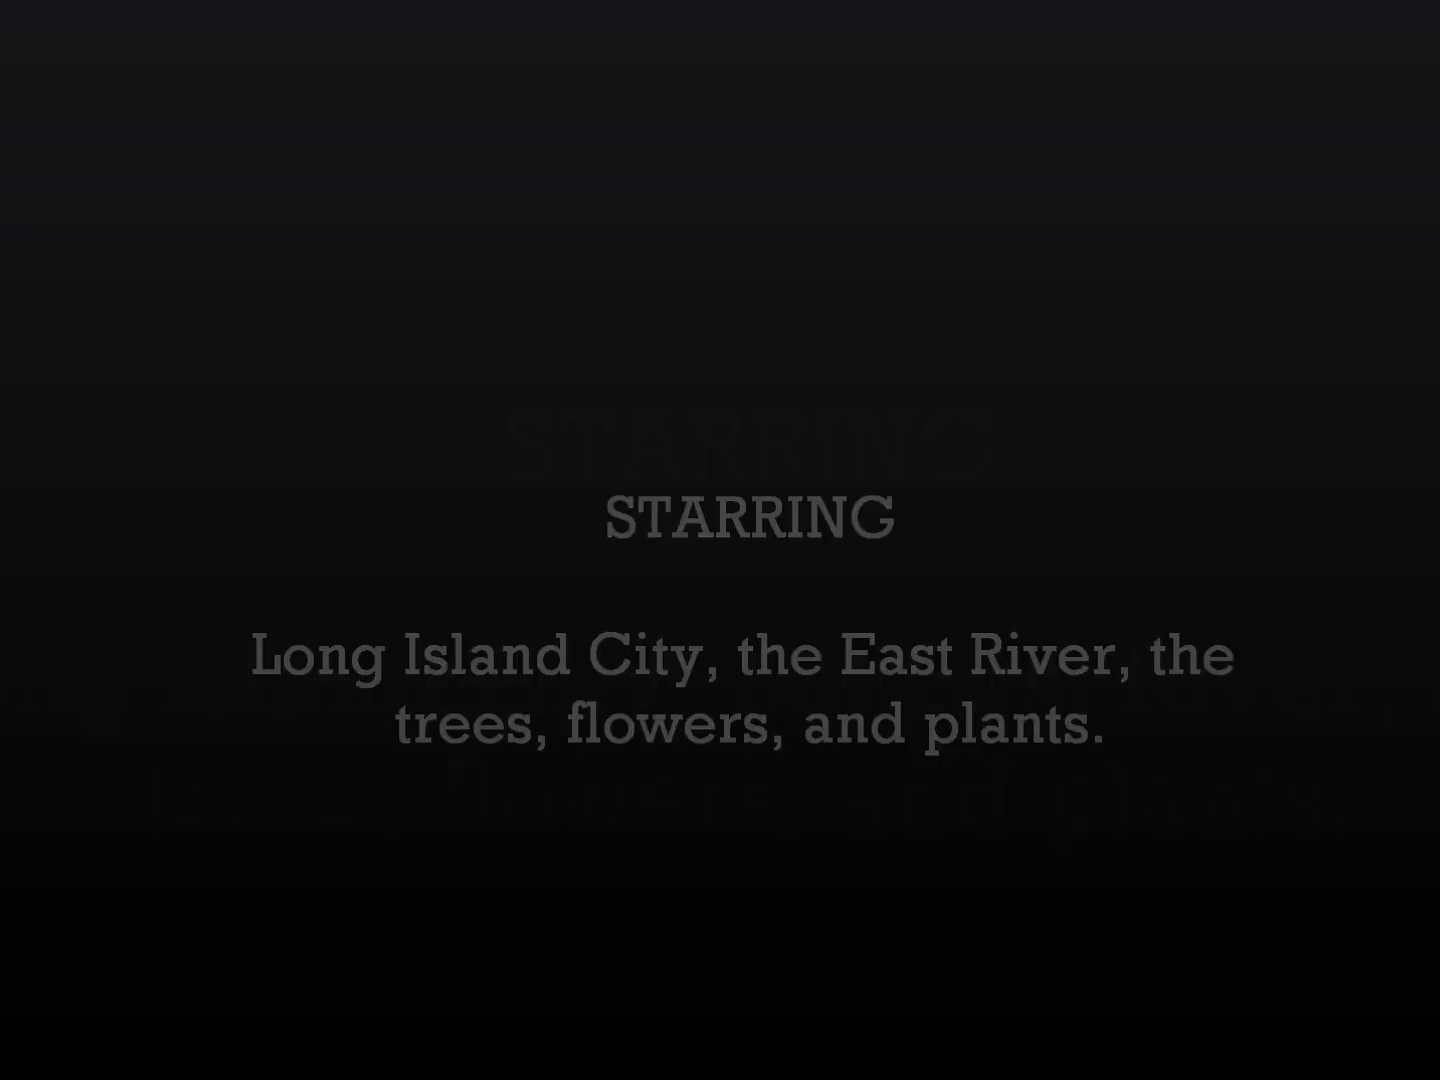 STARRING
Long Island City, the East River, the
trees, flowers, and plants.